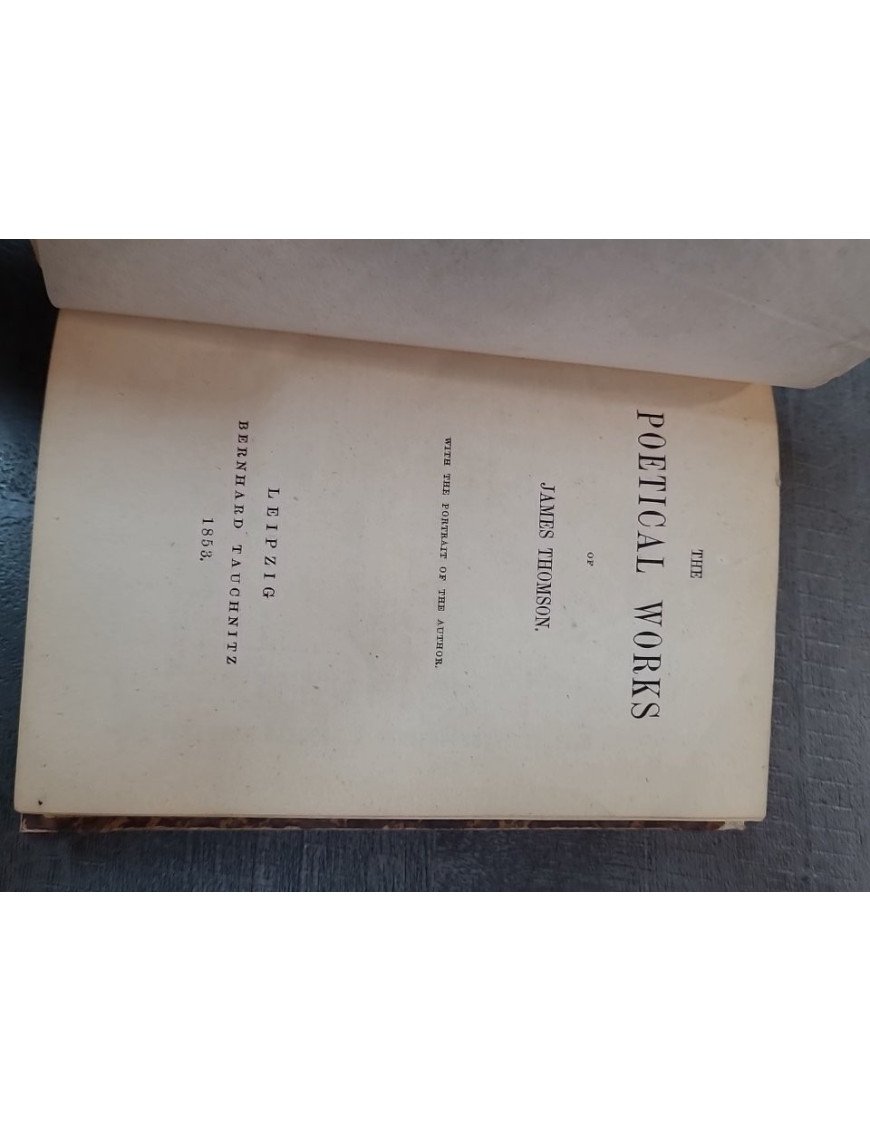 THE
POETICAL WORKS
OF
JAMES THOMSON.
WITH THE PORTRAIT OF THE AUTHOR.
LEIPZIG
BERNHARD TAUCHNITZ
1853.